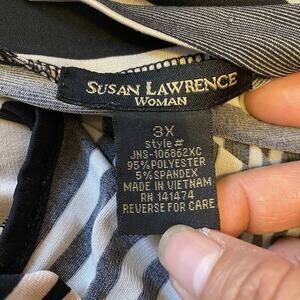 SUSAN LAWRENCE
WOMAN
3X
style#
JNS-106862XC
95%POLYESTER
5%SPANDEX
MADE IN VIETNAM
RN 141474
REVERSE FOR CARE